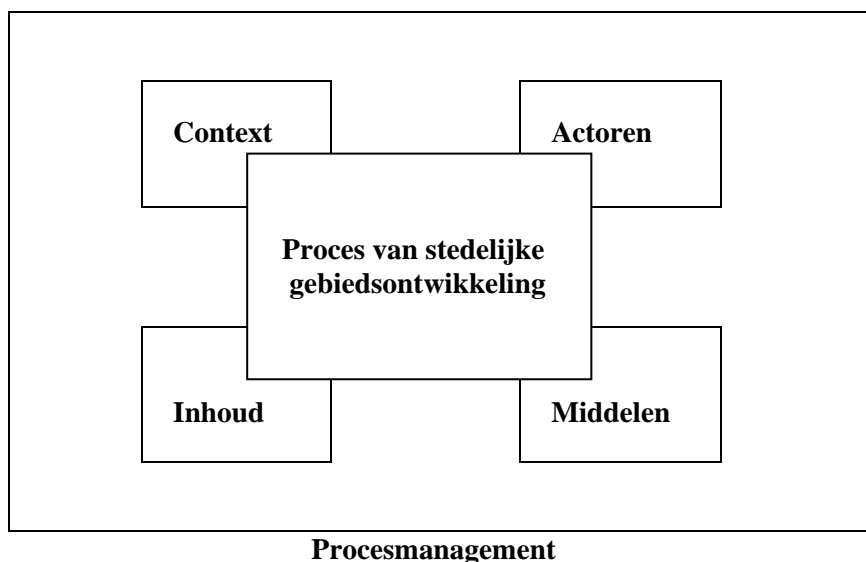 Context
Actoren
Proces van stedelijke
gebiedsontwikkeling
Inhoud
Middelen
Procesmanagement